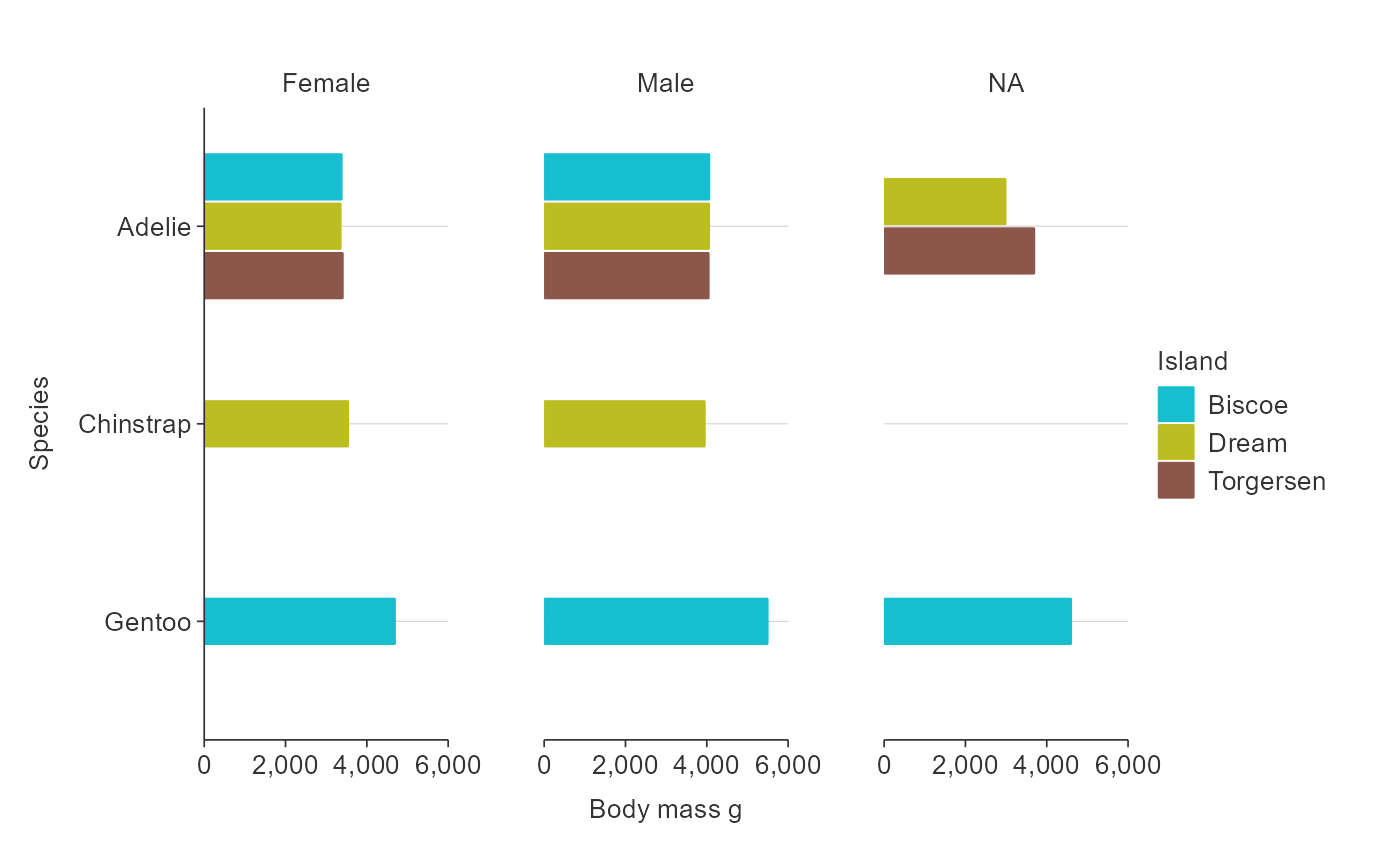 Female Male NA
Species
Adelie
Chinstrap
Gentoo
0 2,000 4,000 6,000 0 2,000 4,000 6,000 0 2,000 4,000 6,000
Body mass g
Island
Biscoe
Dream
Torgersen